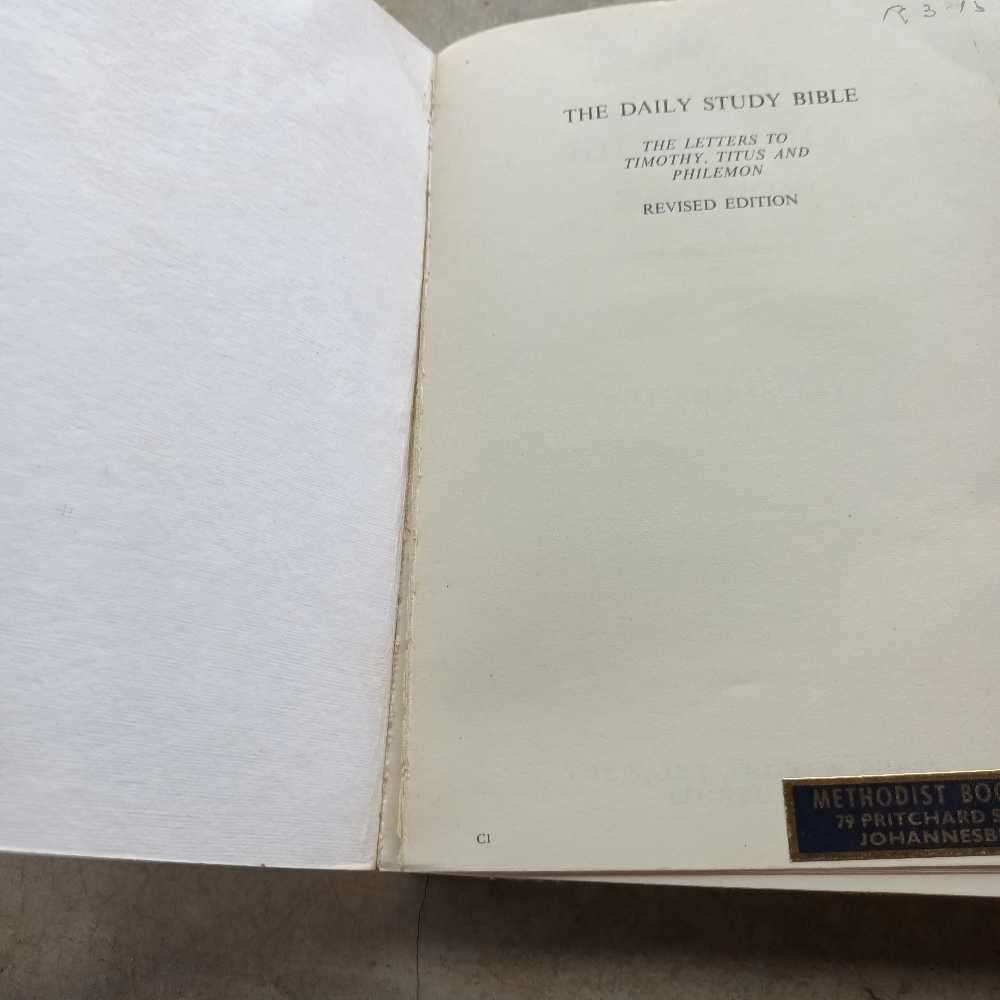 R 3
THE DAILY STUDY BIBLE
THE LETTERS TO
TIMOTHY, TITUS AND
PHILEMON
REVISED EDITION
C1
METHODIST BOO
79 PRITCHARD S
JOHANNESB